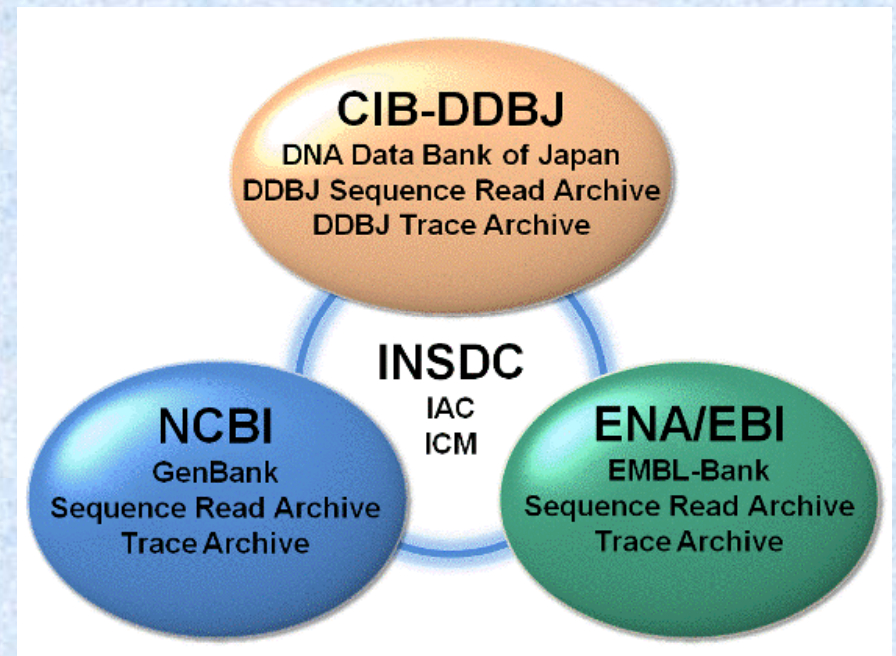 CIB-DDBJ
DNA Data Bank of Japan
DDBJ Sequence Read Archive
DDBJ Trace Archive
INSDC
IAC
ICM
NCBI
GenBank
Sequence Read Archive
Trace Archive
ENA/EBI
EMBL-Bank
Sequence Read Archive
Trace Archive